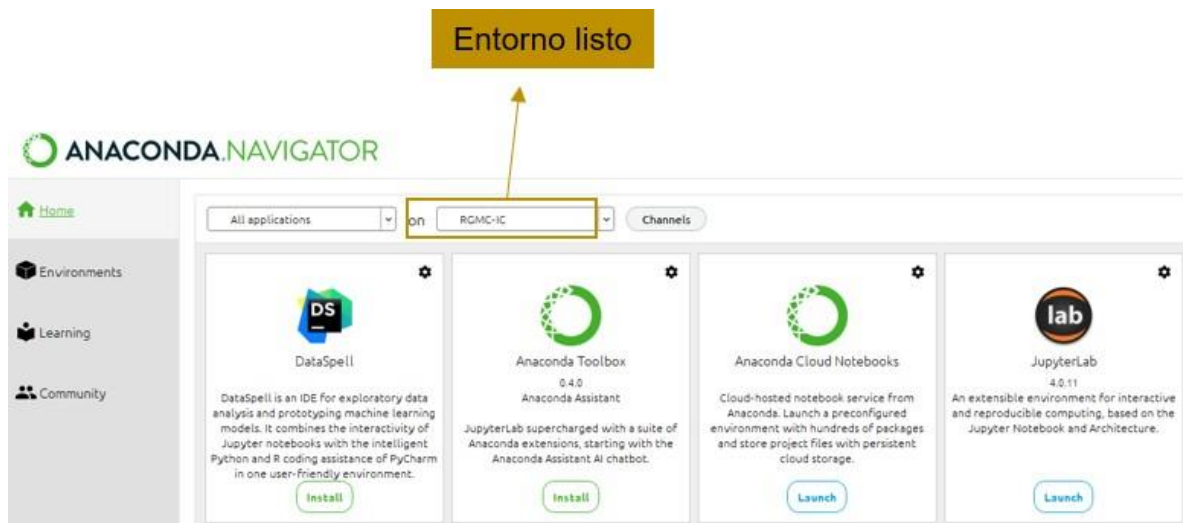 Entorno listo
ANACONDA.NAVIGATOR
Home
All applications
on
RGMC-IC
Channels
Environments
Learning
Community
DS
DataSpell
DataSpell is an IDE for exploratory data
analysis and prototyping machine learning
models. It combines the interactivity of
Jupyter notebooks with the intelligent
Python and R coding assistance of PyCharm
in one user-friendly environment.
Install
Anaconda Toolbox
0.4.0
Anaconda Assistant
JupyterLab supercharged with a suite of
Anaconda extensions, starting with the
Anaconda Assistant AI chatbot.
Install
Anaconda Cloud Notebooks
Cloud-hosted notebook service from
Anaconda. Launch a preconfigured
environment with hundreds of packages
and store project files with persistent
cloud storage.
Launch
lab
JupyterLab
4.0.11
An extensible environment for interactive
and reproducible computing, based on the
Jupyter Notebook and Architecture.
Launch